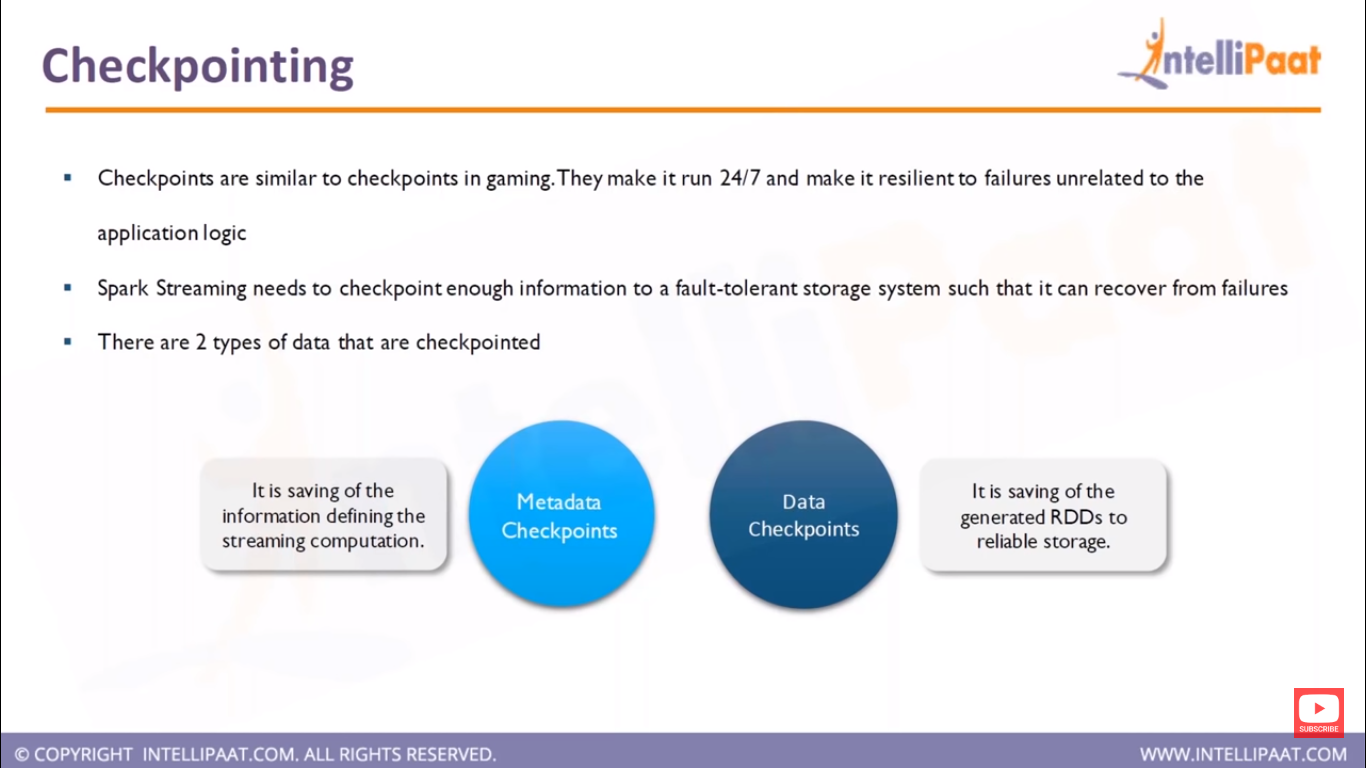 Checkpointing
IntelliPaat
Checkpoints are similar to checkpoints in gaming.They make it run 24/7 and make it resilient to failures unrelated to the
application logic
Spark Streaming needs to checkpoint enough information to a fault-tolerant storage system such that it can recover from failures
There are 2 types of data that are checkpointed
It is saving of the
information defining the
streaming computation.
Metadata
Checkpoints
Data
Checkpoints
It is saving of the
generated RDDs to
reliable storage.
SUBSCRIBE
© COPYRIGHT INTELLIPAAT.COM. ALL RIGHTS RESERVED.
WWW.INTELLIPAAT.COM